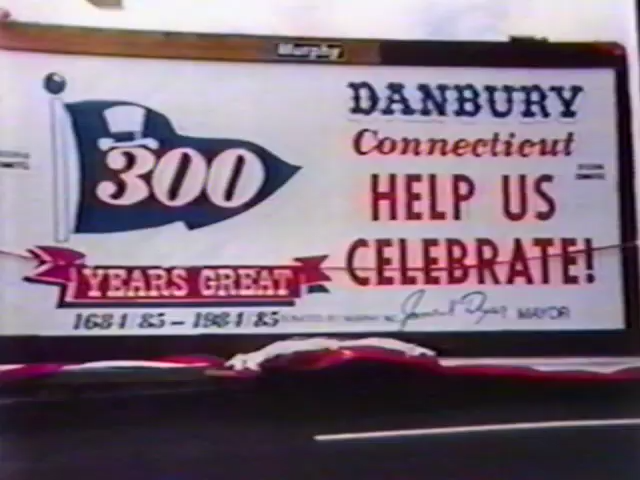 Murphy
300
YEARS GREAT
1684/85 – 1984/85
DANBURY
Connecticut
HELP US
CELEBRATE!
MAYOR